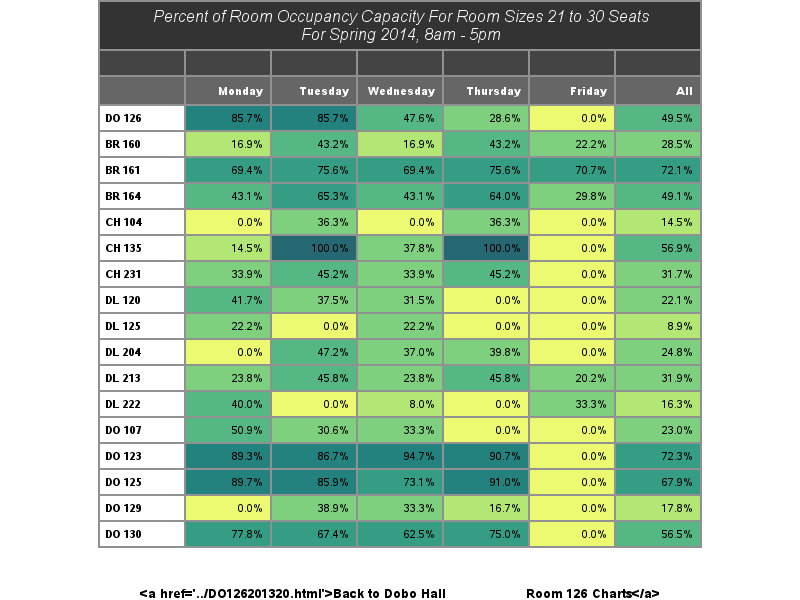 Percent of Room Occupancy Capacity For Room Sizes 21 to 30 Seats
For Spring 2014, 8am - 5pm
Monday Tuesday Wednesday Thursday Friday All
DO 126 85.7% 85.7% 47.6% 28.6% 0.0% 49.5%
BR 160 16.9% 43.2% 16.9% 43.2% 22.2% 28.5%
BR 161 69.4% 75.6% 69.4% 75.6% 70.7% 72.1%
BR 164 43.1% 65.3% 43.1% 64.0% 29.8% 49.1%
CH 104 0.0% 36.3% 0.0% 36.3% 0.0% 14.5%
CH 135 14.5% 100.0% 37.8% 100.0% 0.0% 56.9%
CH 231 33.9% 45.2% 33.9% 45.2% 0.0% 31.7%
DL 120 41.7% 37.5% 31.5% 0.0% 0.0% 22.1%
DL 125 22.2% 0.0% 22.2% 0.0% 0.0% 8.9%
DL 204 0.0% 47.2% 37.0% 39.8% 0.0% 24.8%
DL 213 23.8% 45.8% 23.8% 45.8% 20.2% 31.9%
DL 222 40.0% 0.0% 8.0% 0.0% 33.3% 16.3%
DO 107 50.9% 30.6% 33.3% 0.0% 0.0% 23.0%
DO 123 89.3% 86.7% 94.7% 90.7% 0.0% 72.3%
DO 125 89.7% 85.9% 73.1% 91.0% 0.0% 67.9%
DO 129 0.0% 38.9% 33.3% 16.7% 0.0% 17.8%
DO 130 77.8% 67.4% 62.5% 75.0% 0.0% 56.5%
<a href='../DO126201320.html'>Back to Dobo Hall Room 126 Charts</a>